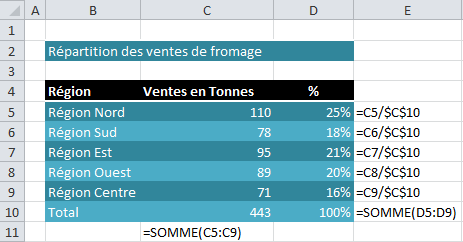 A B C D E
1
2 Répartition des ventes de fromage
3
4 Région Ventes en Tonnes %
5 Région Nord 110 25% =C5/$C$10
6 Région Sud 78 18% =C6/$C$10
7 Région Est 95 21% =C7/$C$10
8 Région Ouest 89 20% =C8/$C$10
9 Région Centre 71 16% =C9/$C$10
10 Total 443 100% =SOMME(D5:D9)
11 =SOMME(C5:C9)